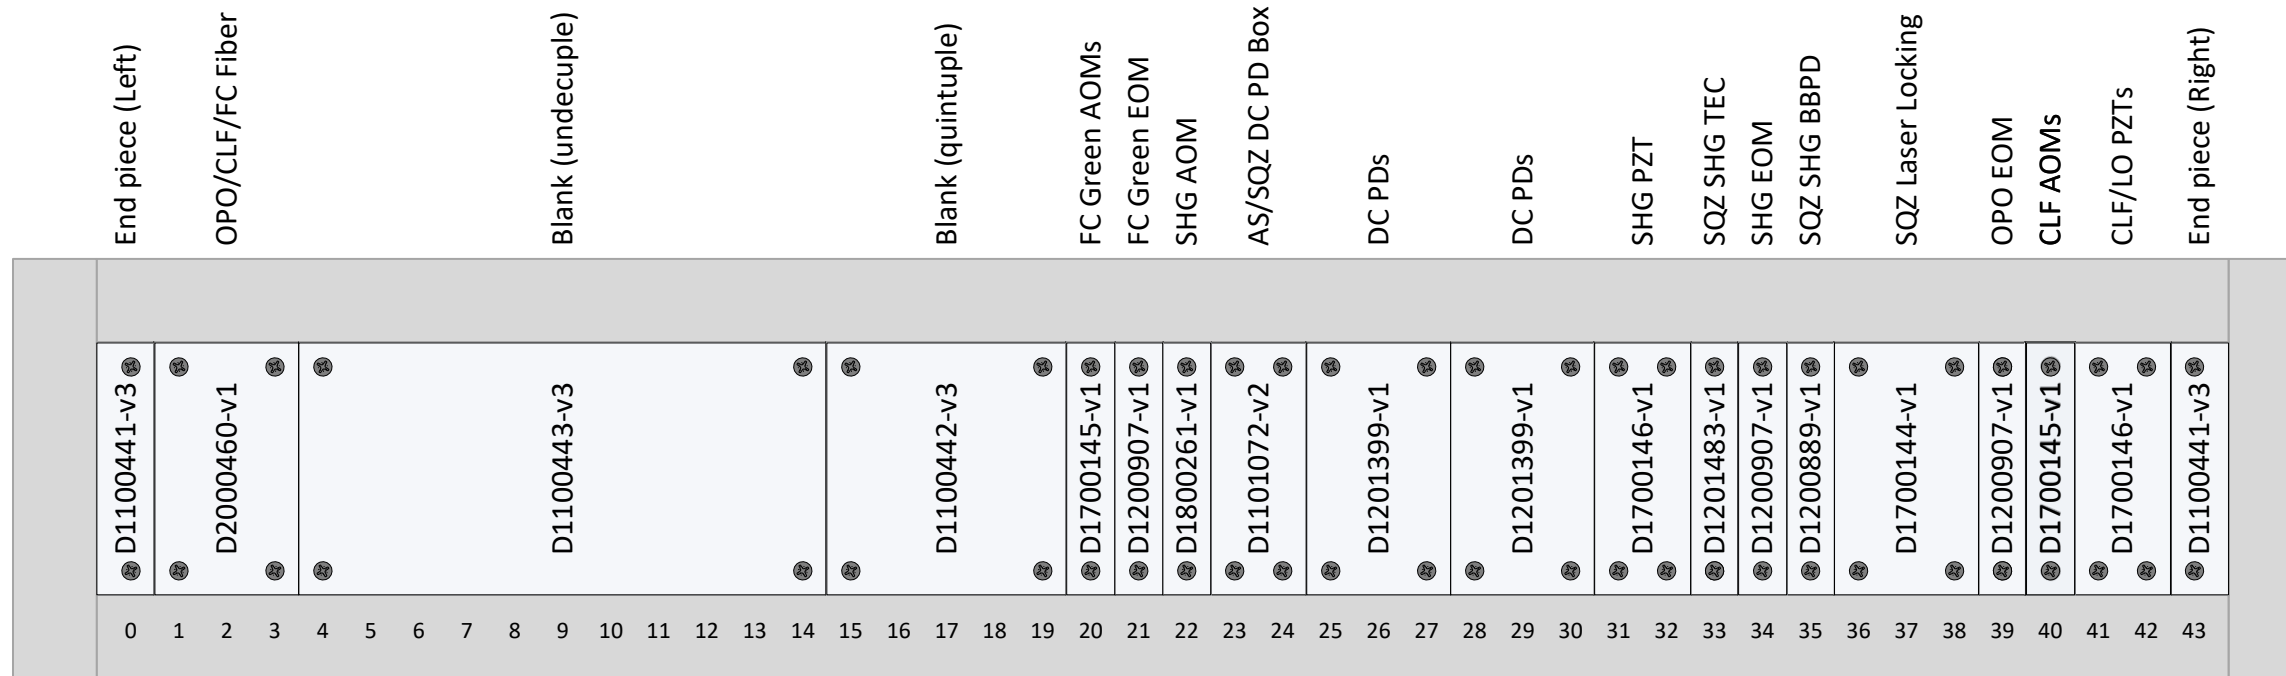 End piece (Left)
OPO/CLF/FC Fiber
Blank (undecuple)
Blank (quintuple)
FC Green AOMs
FC Green EOM
SHG AOM
AS/SQZ DC PD Box
DC PDs
DC PDs
SHG PZT
SQZ SHG TEC
SHG EOM
SQZ SHG BBPD
SQZ Laser Locking
OPO EOM
CLF AOMs
CLF/LO PZTs
End piece (Right)
D1100441-v3
D2000460-v1
D1100443-v3
D1100442-v3
D1700145-v1
D1200907-v1
D1800261-v1
D1101072-v2
D1201399-v1
D1201399-v1
D1700146-v1
D1201483-v1
D1200907-v1
D1200889-v1
D1700144-v1
D1200907-v1
D1700145-v1
D1700146-v1
D1100441-v3
0 1 2 3 4 5 6 7 8 9 10 11 12 13 14 15 16 17 18 19 20 21 22 23 24 25 26 27 28 29 30 31 32 33 34 35 36 37 38 39 40 41 42 43